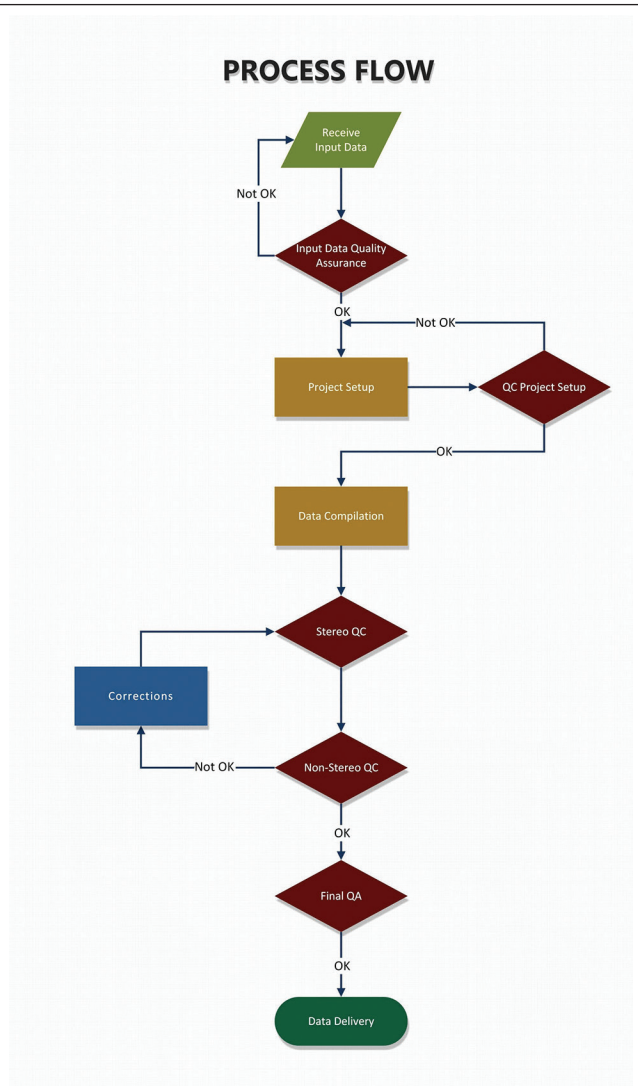 PROCESS FLOW
Receive
Input Data
Not OK
Input Data Quality
Assurance
OK
Not OK
Project Setup
QC Project Setup
OK
Data Compilation
Stereo QC
Corrections
Not OK
Non-Stereo QC
OK
Final QA
OK
Data Delivery